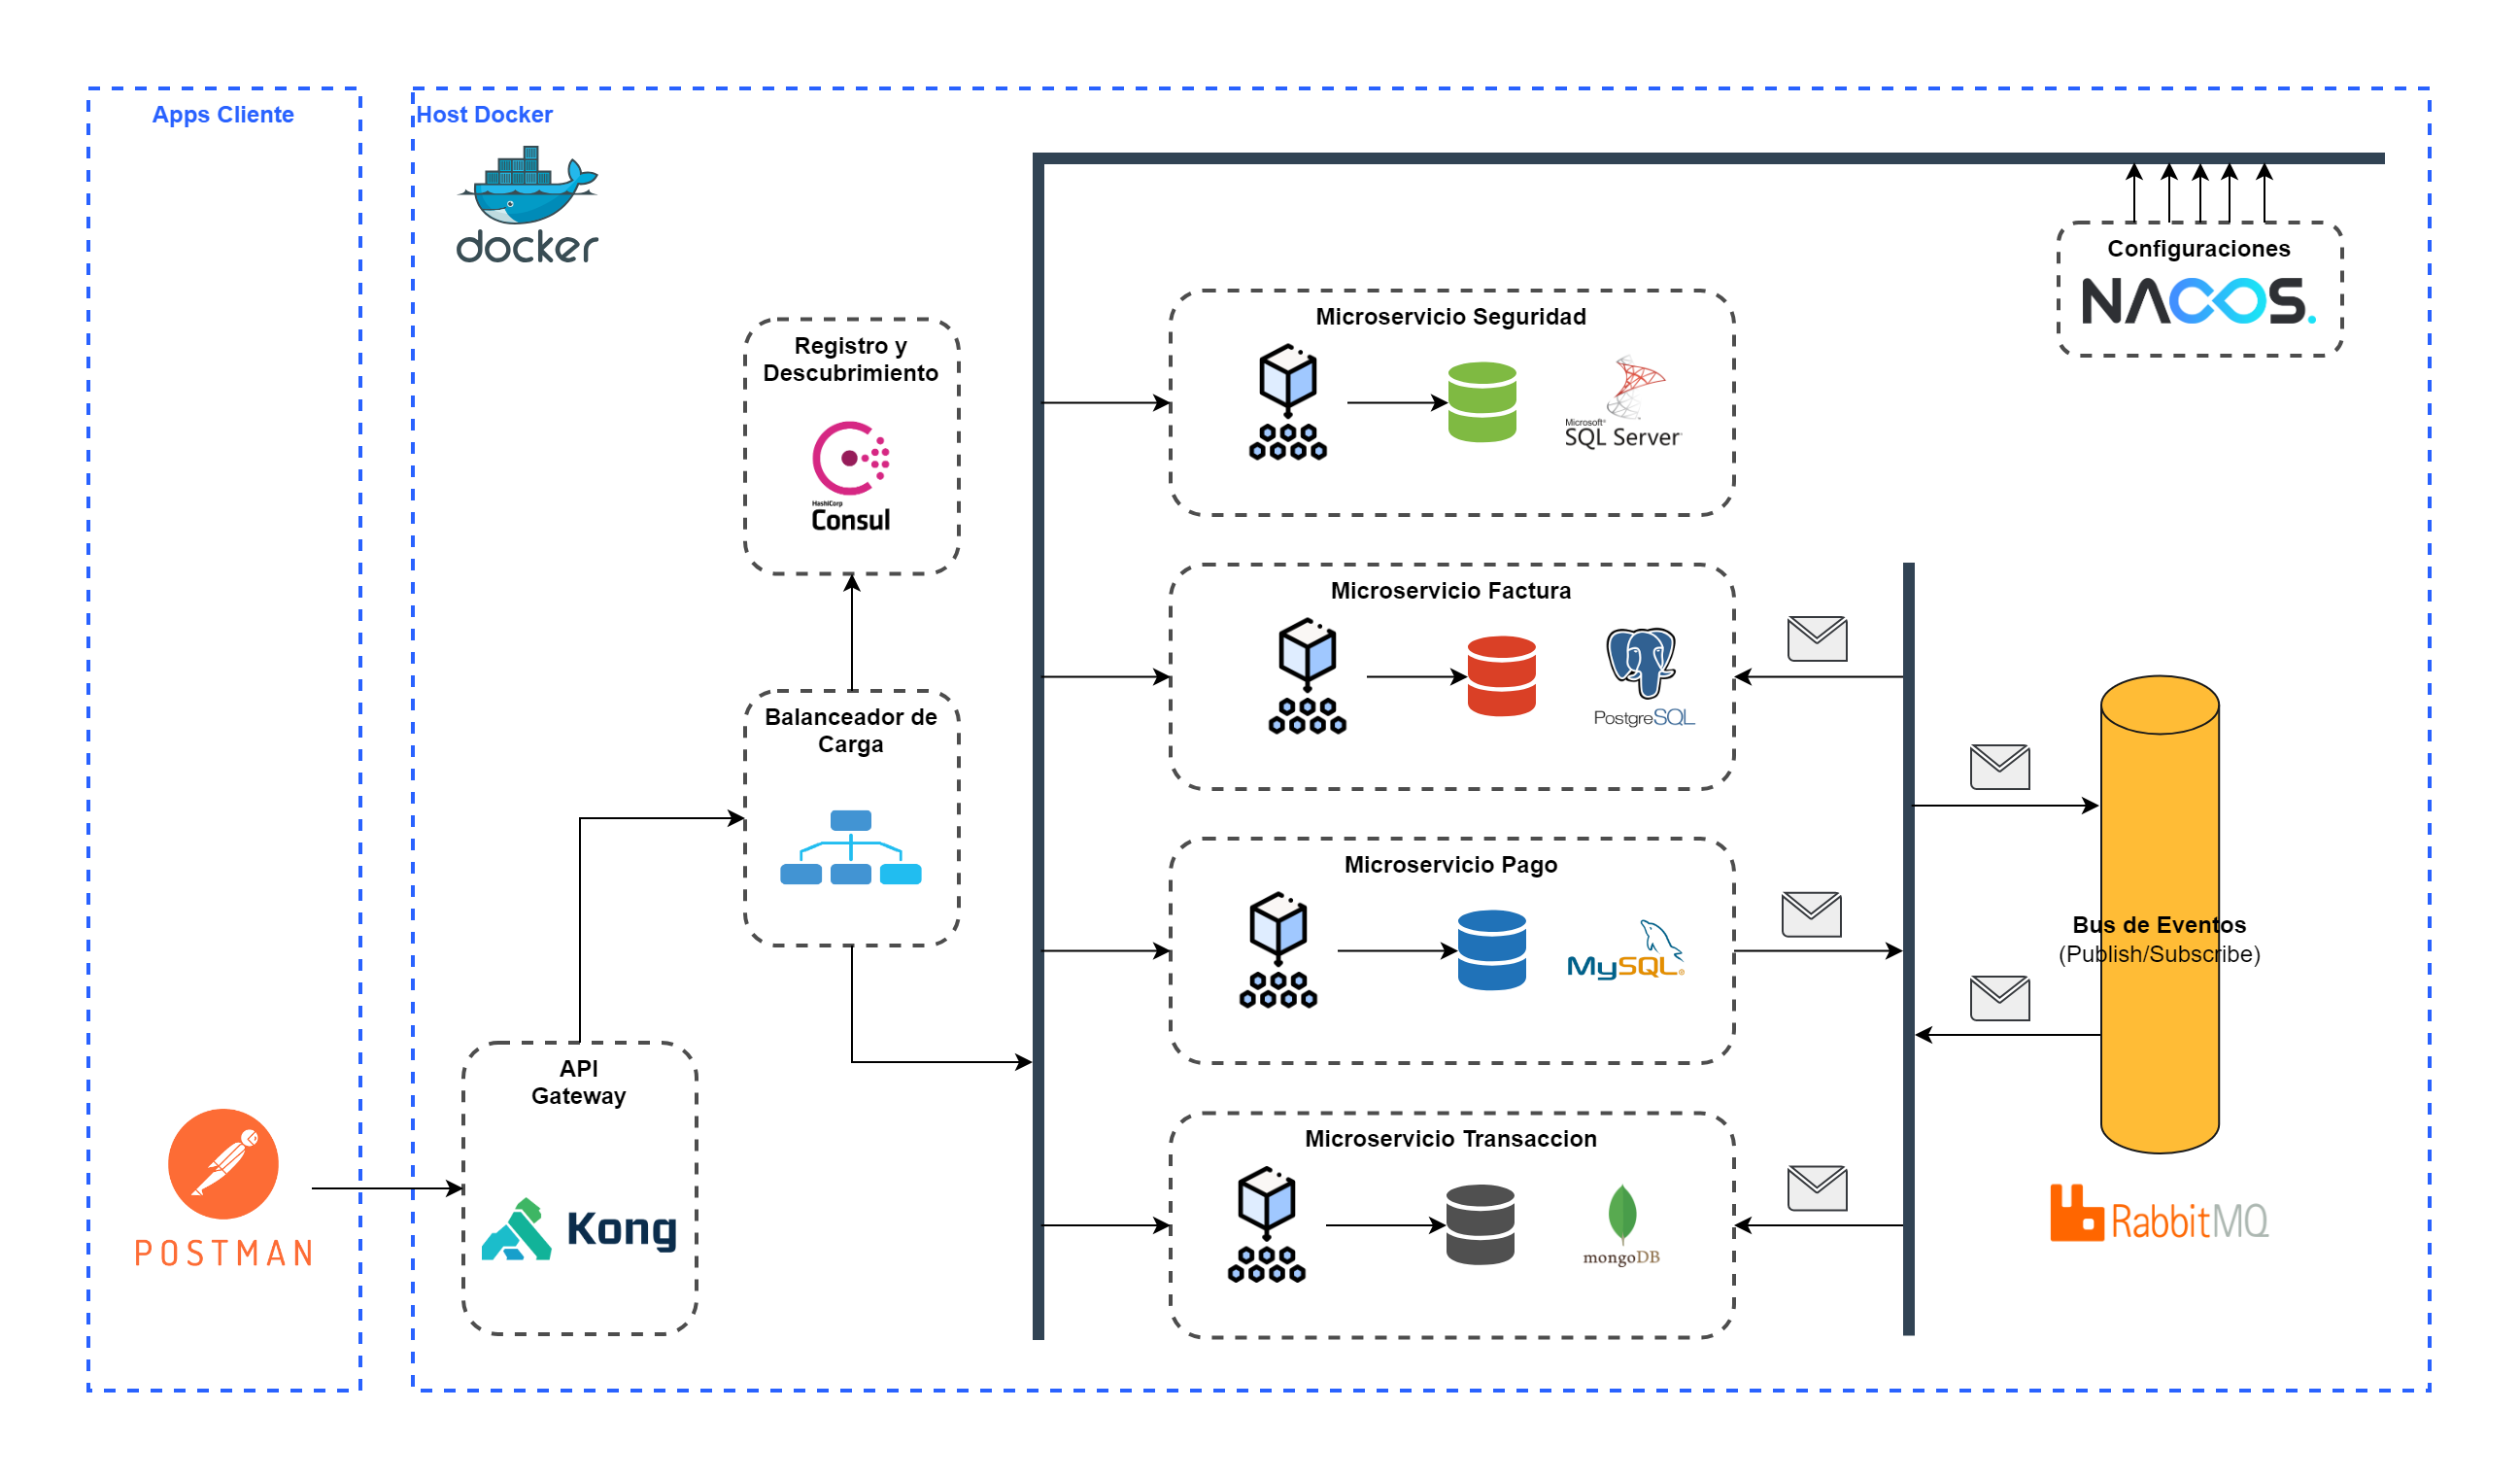 Apps Cliente
Host Docker
docker
Configuraciones
NACOS.
Microservicio Seguridad
Registro y
Descubrimiento
Microsoft®
SQL Server
HashiCorp
Consul
Microservicio Factura
PostgreSQL
Balanceador de
Carga
Microservicio Pago
MySQL®
Bus de Eventos
(Publish/Subscribe)
API
Gateway
Microservicio Transaccion
POSTMAN
Kong
mongoDB
RabbitMQ